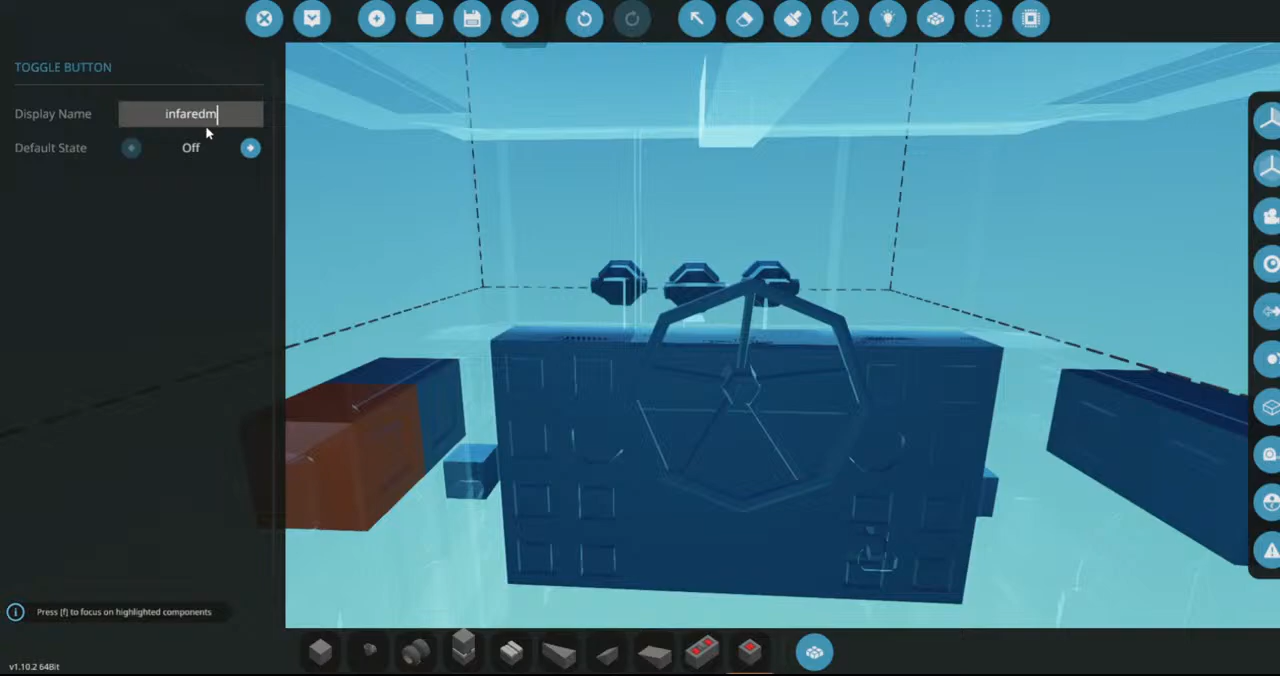 TOGGLE BUTTON
Display Name infaredm
Default State Off
Press [f] to focus on highlighted components
v1.10.2 64Bit